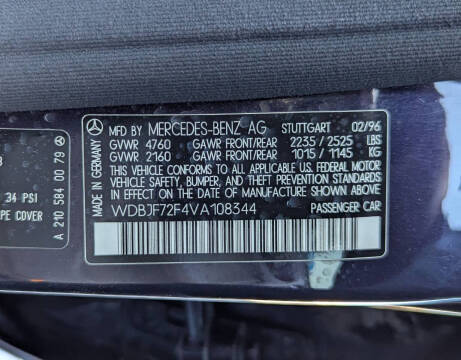 MADE IN GERMANY
MFD BY MERCEDES-BENZ AG STUTTGART 02/96
GVWR 4760 GAWR FRONT/REAR 2235/2525 LBS
GVWR 2160 GAWR FRONT/REAR 1015/1145 KG
THIS VEHICLE CONFORMS TO ALL APPLICABLE U.S. FEDERAL MOTOR
VEHICLE SAFETY, BUMPER, AND THEFT PREVENTION STANDARDS
IN EFFECT ON THE DATE OF MANUFACTURE SHOWN ABOVE
WDBJF72F4VA108344 PASSENGER CAR
34 PSI
PE COVER
A 210 584 00 79